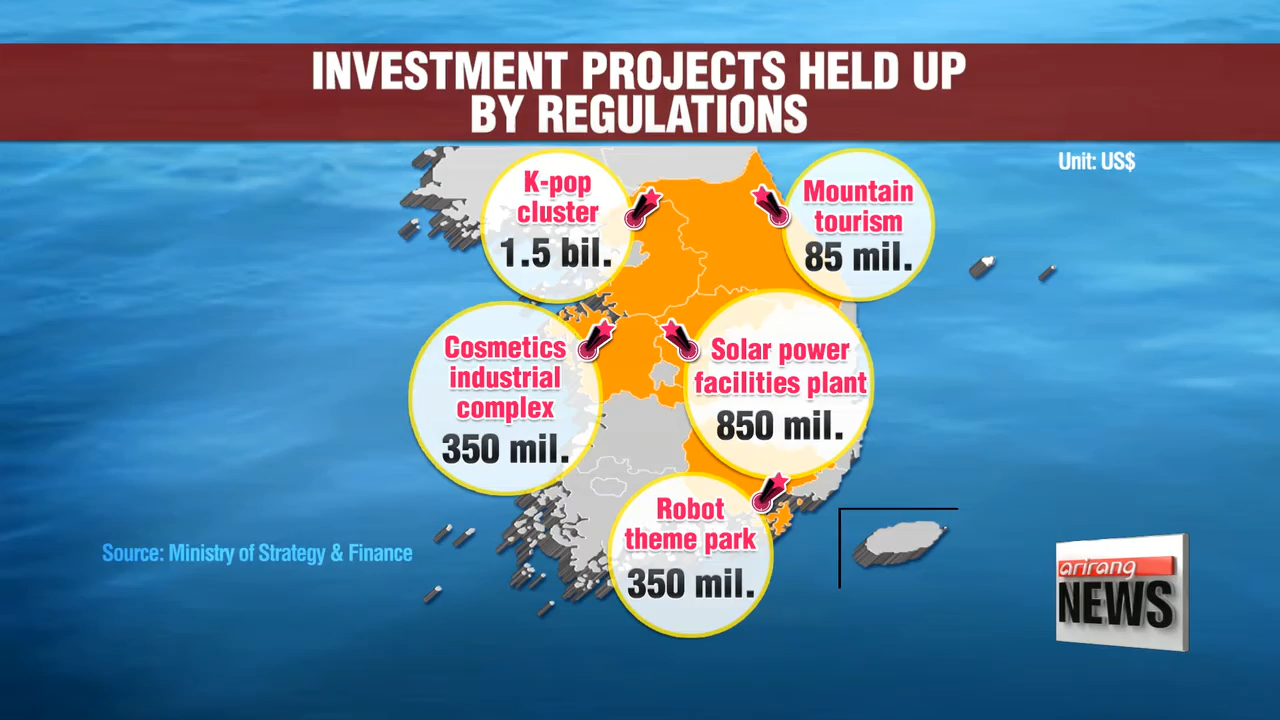 INVESTMENT PROJECTS HELD UP
BY REGULATIONS
Unit: US$
K-pop
cluster
1.5 bil.
Mountain
tourism
85 mil.
Cosmetics
industrial
complex
350 mil.
Solar power
facilities plant
850 mil.
Robot
theme park
350 mil.
Source: Ministry of Strategy & Finance
arirang
NEWS